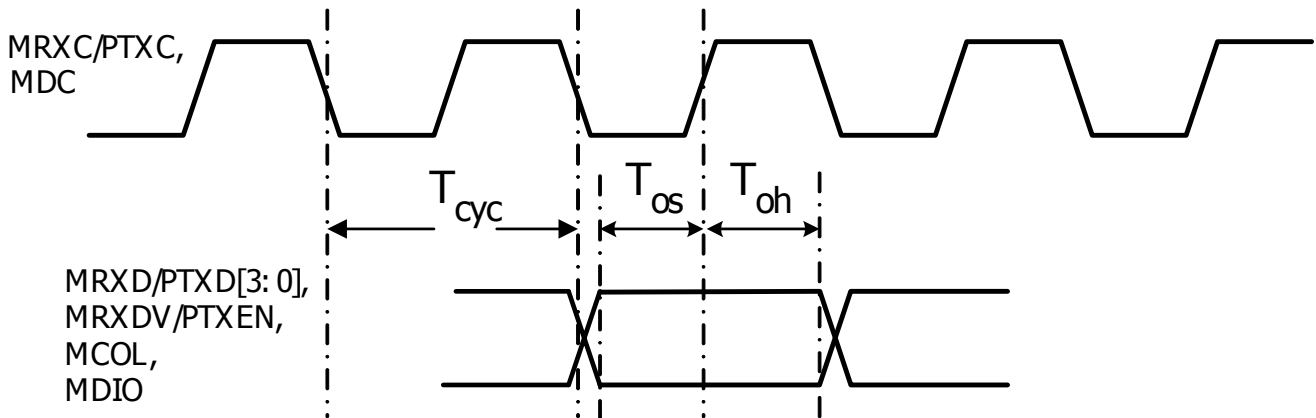 MRXC/PTXC,
MDC
Tcyc
Tos
Toh
MRXD/PTXD[3:0],
MRXDV/PTXEN,
MCOL,
MDIO